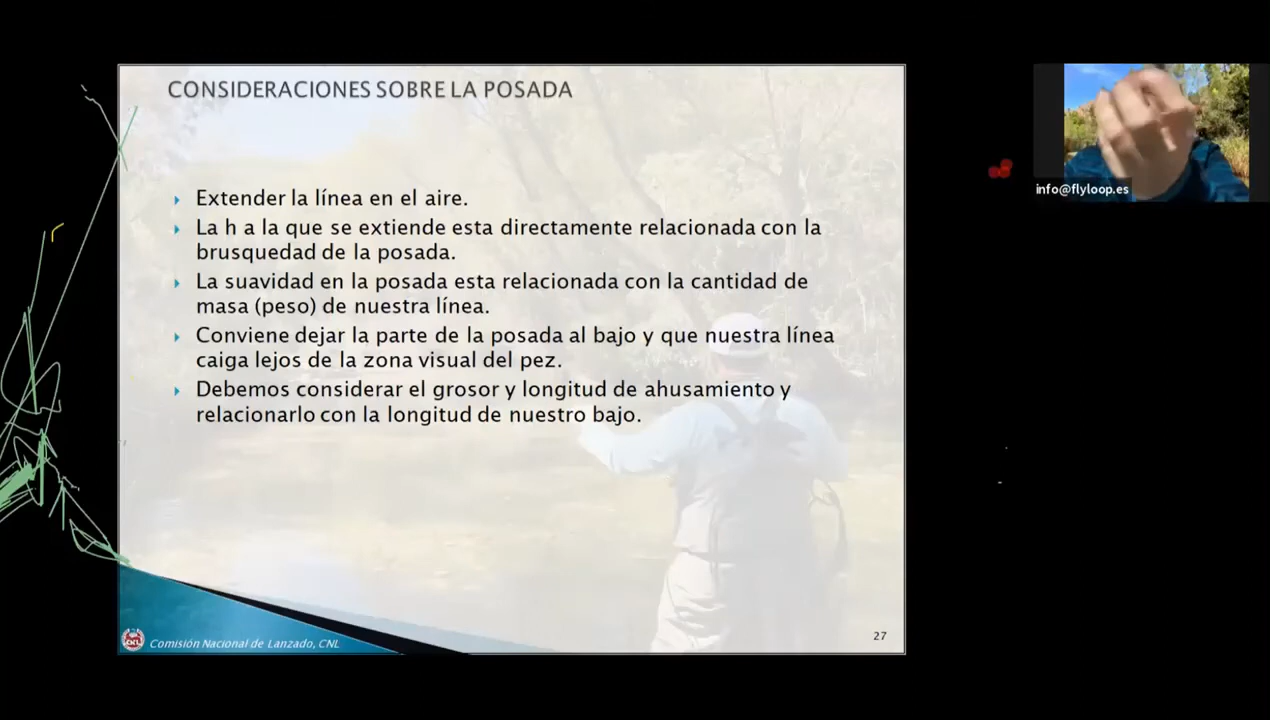 CONSIDERACIONES SOBRE LA POSADA
Extender la línea en el aire.
La h a la que se extiende esta directamente relacionada con la
brusquedad de la posada.
La suavidad en la posada esta relacionada con la cantidad de
masa (peso) de nuestra línea.
Conviene dejar la parte de la posada al bajo y que nuestra línea
caiga lejos de la zona visual del pez.
Debemos considerar el grosor y longitud de ahusamiento y
relacionarlo con la longitud de nuestro bajo.
Comisión Nacional de Lanzado, CNL
27
info@flyloop.es